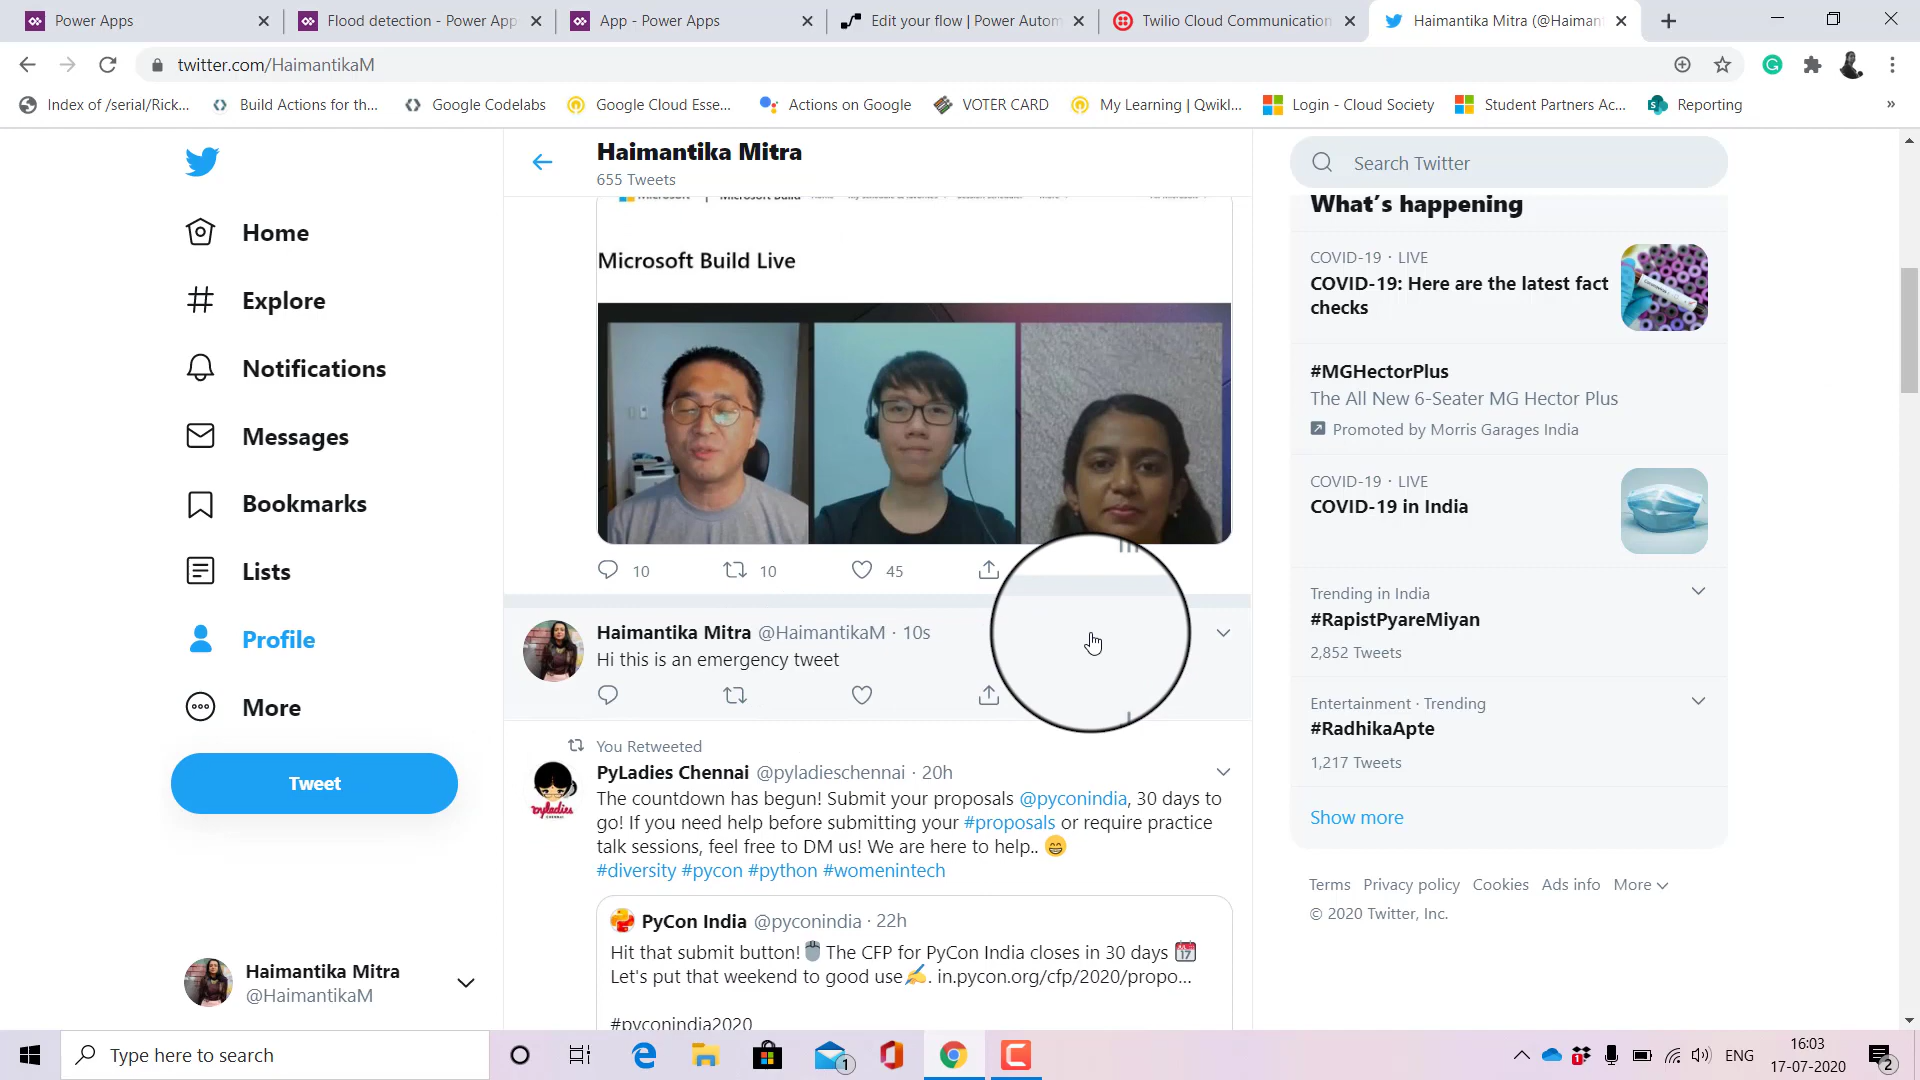 Power Apps
Flood detection - Power App
App - Power Apps
Edit your flow | Power Autom
Twilio Cloud Communication
Haimantika Mitra (@Haiman
twitter.com/HaimantikaM
Index of /serial/Rick...
Build Actions for th...
Google Codelabs
Google Cloud Esse...
Actions on Google
VOTER CARD
My Learning | Qwikl...
Login - Cloud Society
Student Partners Ac...
Reporting
»
Home
Explore
Notifications
Messages
Bookmarks
Lists
Profile
More
Tweet
Haimantika Mitra
@HaimantikaM
Haimantika Mitra
655 Tweets
Microsoft Build Live
10
10
45
Haimantika Mitra @HaimantikaM · 10s
Hi this is an emergency tweet
You Retweeted
PyLadies Chennai @pyladieschennai · 20h
The countdown has begun! Submit your proposals @pyconindia, 30 days to
go! If you need help before submitting your #proposals or require practice
talk sessions, feel free to DM us! We are here to help.. 😁
#diversity #pycon #python #womenintech
pyladies
CHENNAI
PyCon India @pyconindia · 22h
Hit that submit button!🖱️ The CFP for PyCon India closes in 30 days 📅
Let's put that weekend to good use✍️. in.pycon.org/cfp/2020/propo...
#pyconindia2020
Search Twitter
What's happening
COVID-19 · LIVE
COVID-19: Here are the latest fact
checks
#MGHectorPlus
The All New 6-Seater MG Hector Plus
Promoted by Morris Garages India
COVID-19 · LIVE
COVID-19 in India
Trending in India
#RapistPyareMiyan
2,852 Tweets
Entertainment · Trending
#RadhikaApte
1,217 Tweets
Show more
Terms Privacy policy Cookies Ads info More
© 2020 Twitter, Inc.
Type here to search
1
1
ENG
16:03
17-07-2020
2